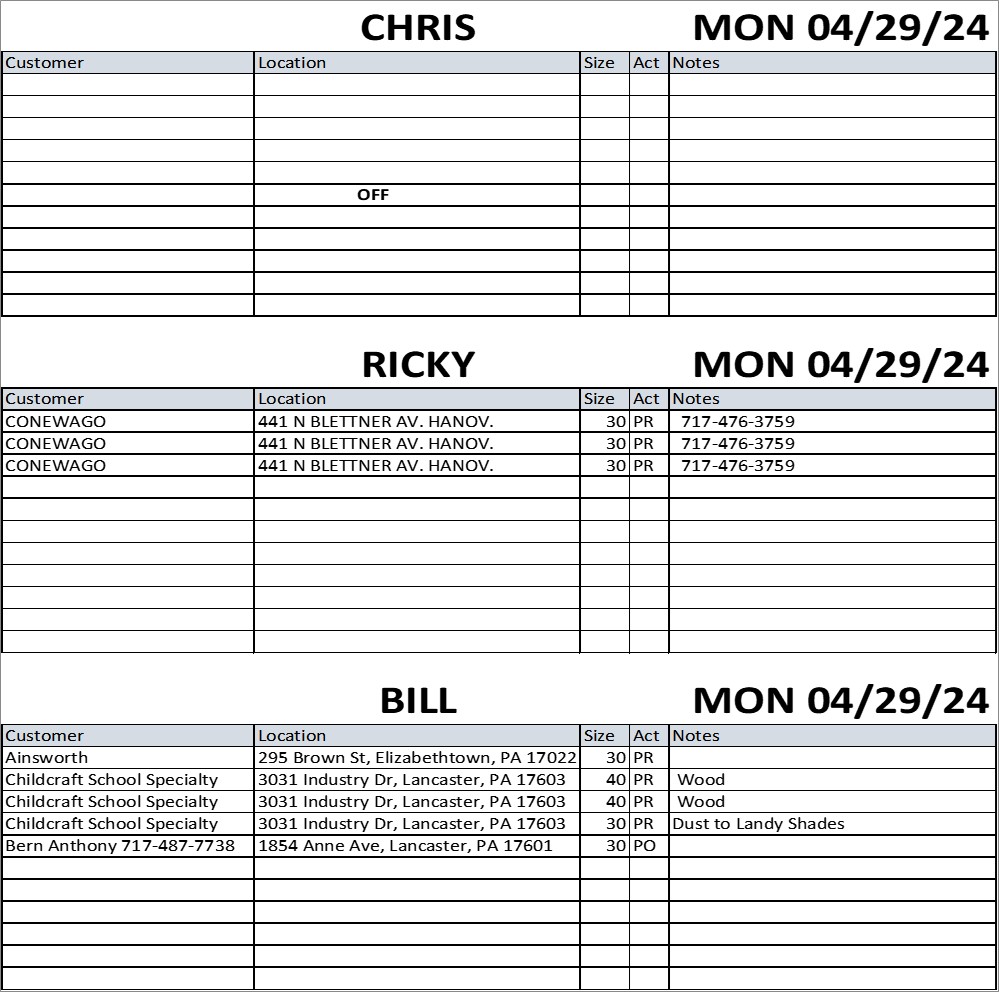 CHRIS MON 04/29/24
Customer Location Size Act Notes
OFF
RICKY MON 04/29/24
Customer Location Size Act Notes
CONEWAGO 441 N BLETTNER AV. HANOV. 30 PR 717-476-3759
CONEWAGO 441 N BLETTNER AV. HANOV. 30 PR 717-476-3759
CONEWAGO 441 N BLETTNER AV. HANOV. 30 PR 717-476-3759
BILL MON 04/29/24
Customer Location Size Act Notes
Ainsworth 295 Brown St, Elizabethtown, PA 17022 30 PR
Childcraft School Specialty 3031 Industry Dr, Lancaster, PA 17603 40 PR Wood
Childcraft School Specialty 3031 Industry Dr, Lancaster, PA 17603 40 PR Wood
Childcraft School Specialty 3031 Industry Dr, Lancaster, PA 17603 30 PR Dust to Landy Shades
Bern Anthony 717-487-7738 1854 Anne Ave, Lancaster, PA 17601 30 PO